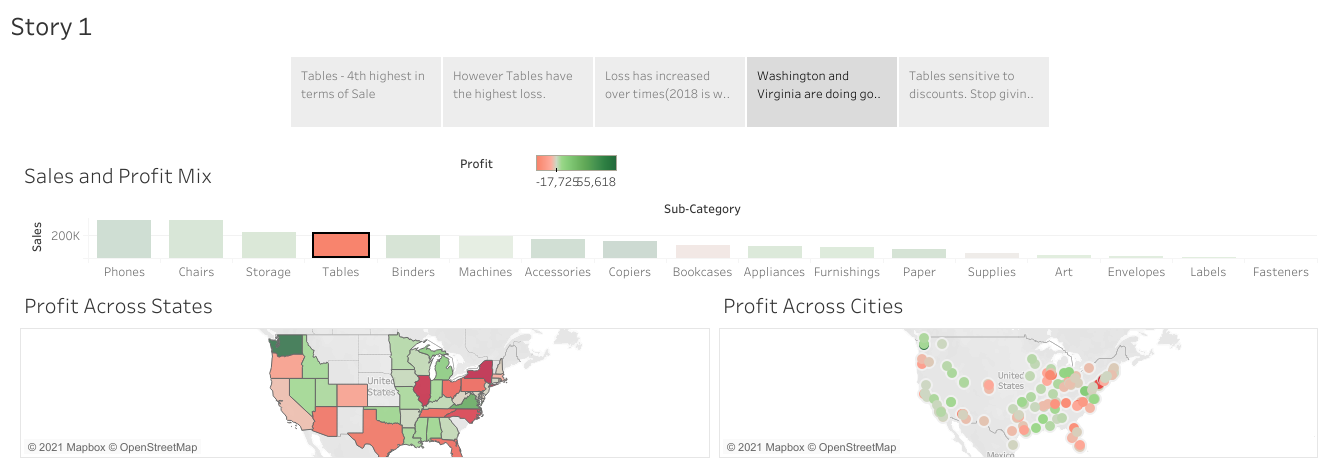 Story 1
Tables - 4th highest in
terms of Sale
However Tables have
the highest loss.
Loss has increased
over times(2018 is w..
Washington and
Virginia are doing go..
Tables sensitive to
discounts. Stop givin..
Profit
-17,725
55,618
Sales and Profit Mix
Sub-Category
Sales
200K
Phones Chairs Storage Tables Binders Machines Accessories Copiers Bookcases Appliances Furnishings Paper Supplies Art Envelopes Labels Fasteners
Profit Across States
Profit Across Cities
United
States
© 2021 Mapbox © OpenStreetMap
United
States
Mexico
© 2021 Mapbox © OpenStreetMap